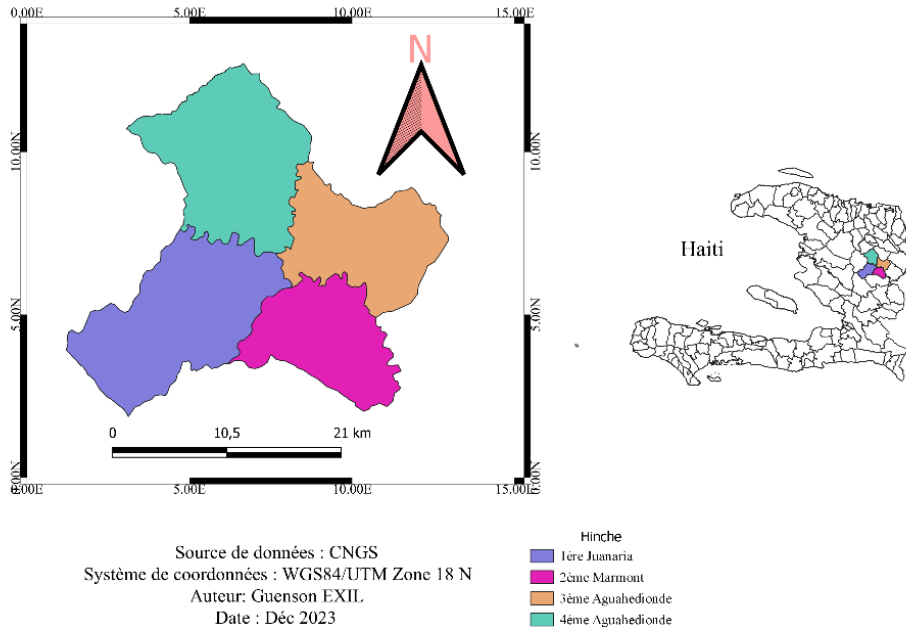 5.00E 10.00E 15.00E
0.00E
N
10.00N
10.00N
Haiti
5.00N
5.00N
0 10,5 21 km
0.00N
0.00N
0.00E 5.00E 10.00E 15.00E
Source de données : CNGS
Système de coordonnées : WGS84/UTM Zone 18 N
Auteur: Guenson EXIL
Date : Déc 2023
Hinche
1ère Juanaria
2ème Marmont
3ème Aguahedionde
4ème Aguahedionde